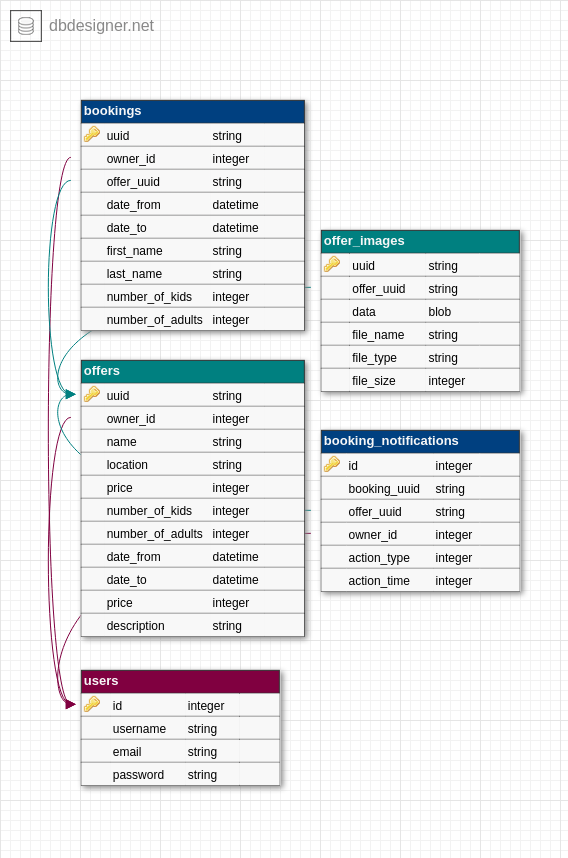 dbdesigner.net
bookings
uuid string
owner_id integer
offer_uuid string
date_from datetime
date_to datetime
first_name string
last_name string
number_of_kids integer
number_of_adults integer
offer_images
uuid string
offer_uuid string
data blob
file_name string
file_type string
file_size integer
offers
uuid string
owner_id integer
name string
location string
price integer
number_of_kids integer
number_of_adults integer
date_from datetime
date_to datetime
price integer
description string
booking_notifications
id integer
booking_uuid string
offer_uuid string
owner_id integer
action_type integer
action_time integer
users
id integer
username string
email string
password string